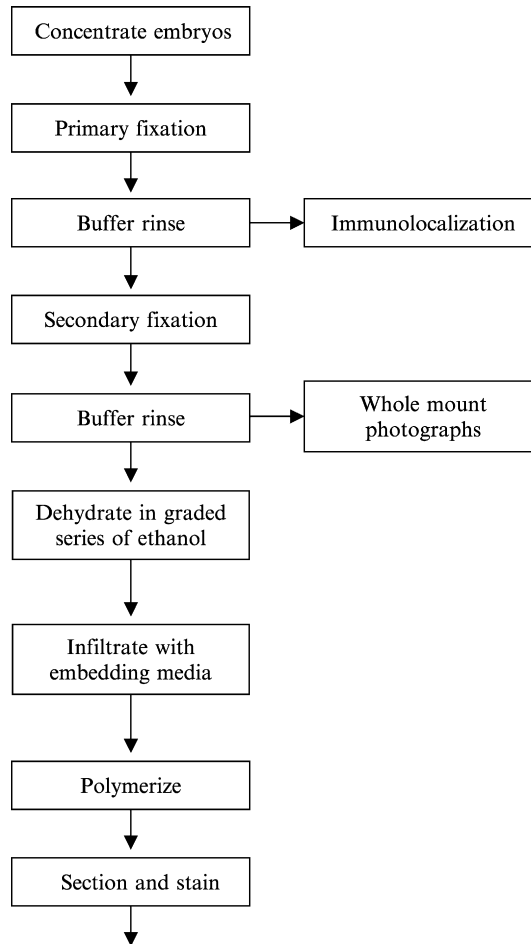 Concentrate embryos
Primary fixation
Buffer rinse
Immunolocalization
Secondary fixation
Buffer rinse
Whole mount
photographs
Dehydrate in graded
series of ethanol
Infiltrate with
embedding media
Polymerize
Section and stain